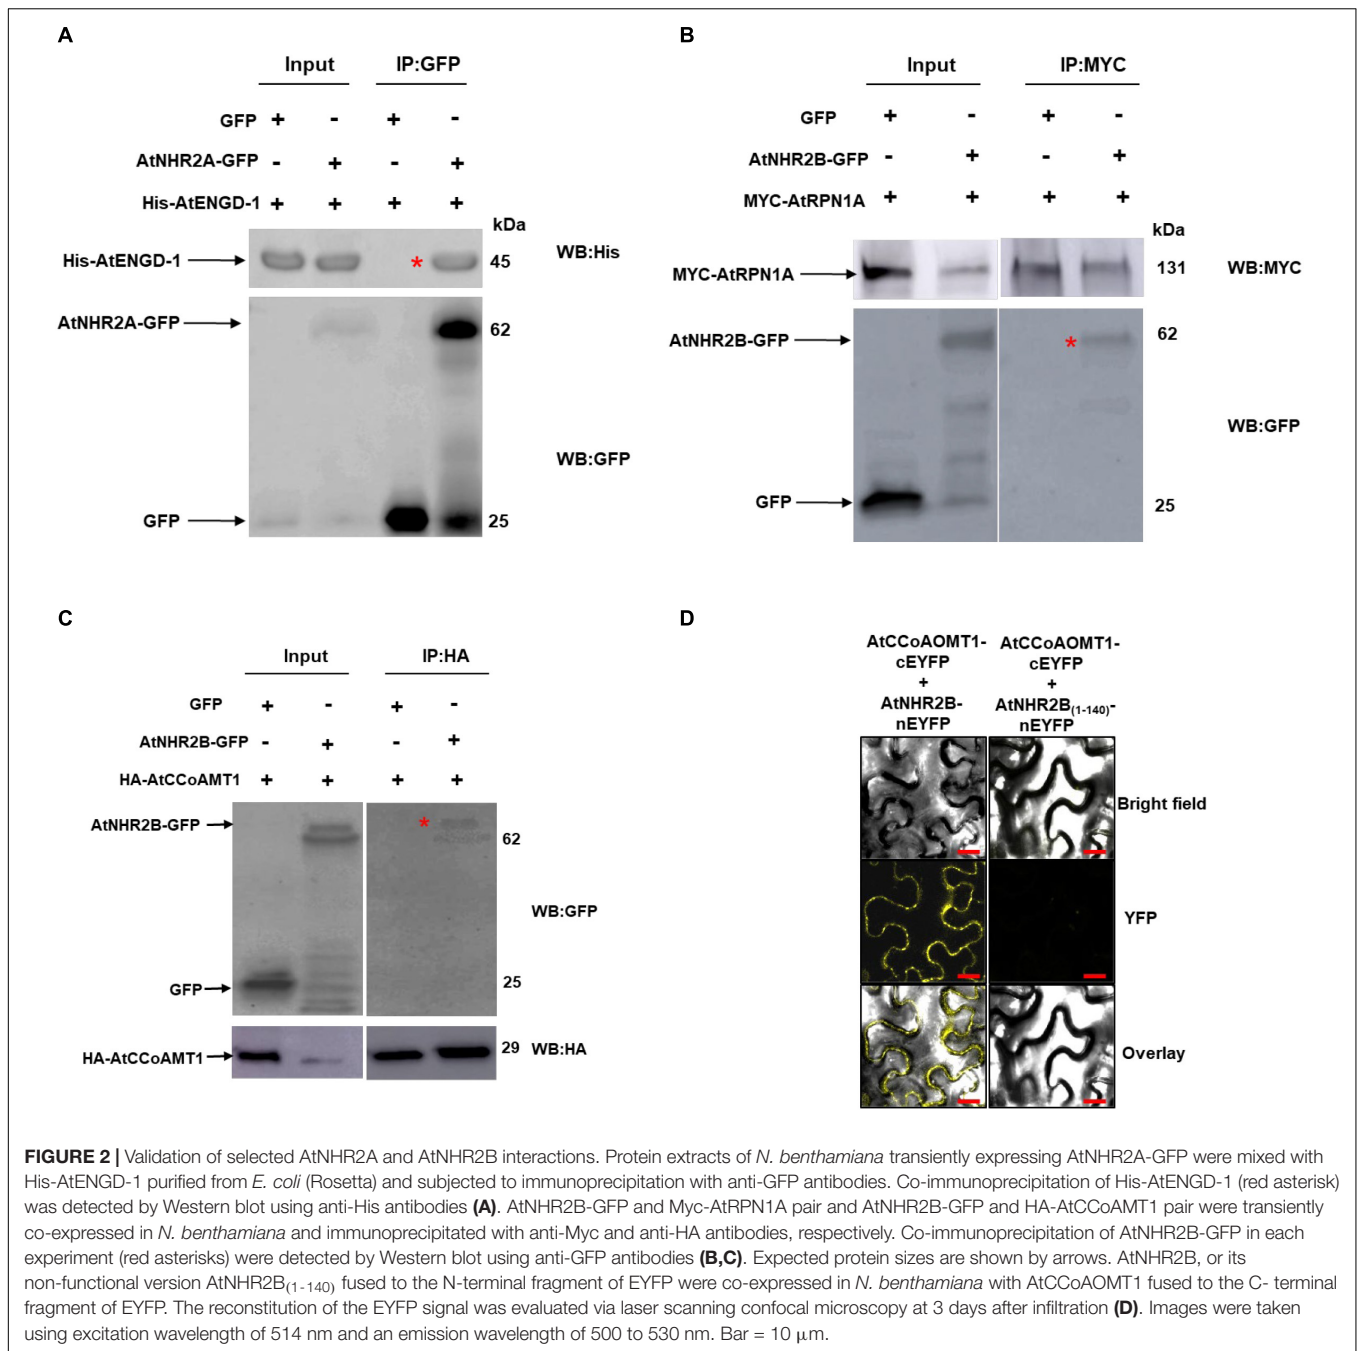 A
Input IP:GFP
GFP + - + -
AtNHR2A-GFP - + - +
His-AtENGD-1 + + + +
kDa
His-AtENGD-1 * 45 WB:His
AtNHR2A-GFP 62
WB:GFP
GFP 25
B
Input IP:MYC
GFP + - + -
AtNHR2B-GFP - + - +
MYC-AtRPN1A + + + +
kDa
MYC-AtRPN1A 131 WB:MYC
AtNHR2B-GFP * 62
WB:GFP
GFP 25
C
Input IP:HA
GFP + - + -
AtNHR2B-GFP - + - +
HA-AtCCoAMT1 + + + +
AtNHR2B-GFP * 62
WB:GFP
GFP 25
HA-AtCCoAMT1 29 WB:HA
D
AtCCoAOMT1-
cEYFP
+
AtNHR2B-
nEYFP
AtCCoAOMT1-
cEYFP
+
AtNHR2B(1-140)-
nEYFP
Bright field
YFP
Overlay
FIGURE 2 | Validation of selected AtNHR2A and AtNHR2B interactions. Protein extracts of N. benthamiana transiently expressing AtNHR2A-GFP were mixed with
His-AtENGD-1 purified from E. coli (Rosetta) and subjected to immunoprecipitation with anti-GFP antibodies. Co-immunoprecipitation of His-AtENGD-1 (red asterisk)
was detected by Western blot using anti-His antibodies (A). AtNHR2B-GFP and Myc-AtRPN1A pair and AtNHR2B-GFP and HA-AtCCoAMT1 pair were transiently
co-expressed in N. benthamiana and immunoprecipitated with anti-Myc and anti-HA antibodies, respectively. Co-immunoprecipitation of AtNHR2B-GFP in each
experiment (red asterisks) were detected by Western blot using anti-GFP antibodies (B,C). Expected protein sizes are shown by arrows. AtNHR2B, or its
non-functional version AtNHR2B(1-140) fused to the N-terminal fragment of EYFP were co-expressed in N. benthamiana with AtCCoAOMT1 fused to the C- terminal
fragment of EYFP. The reconstitution of the EYFP signal was evaluated via laser scanning confocal microscopy at 3 days after infiltration (D). Images were taken
using excitation wavelength of 514 nm and an emission wavelength of 500 to 530 nm. Bar = 10 μm.